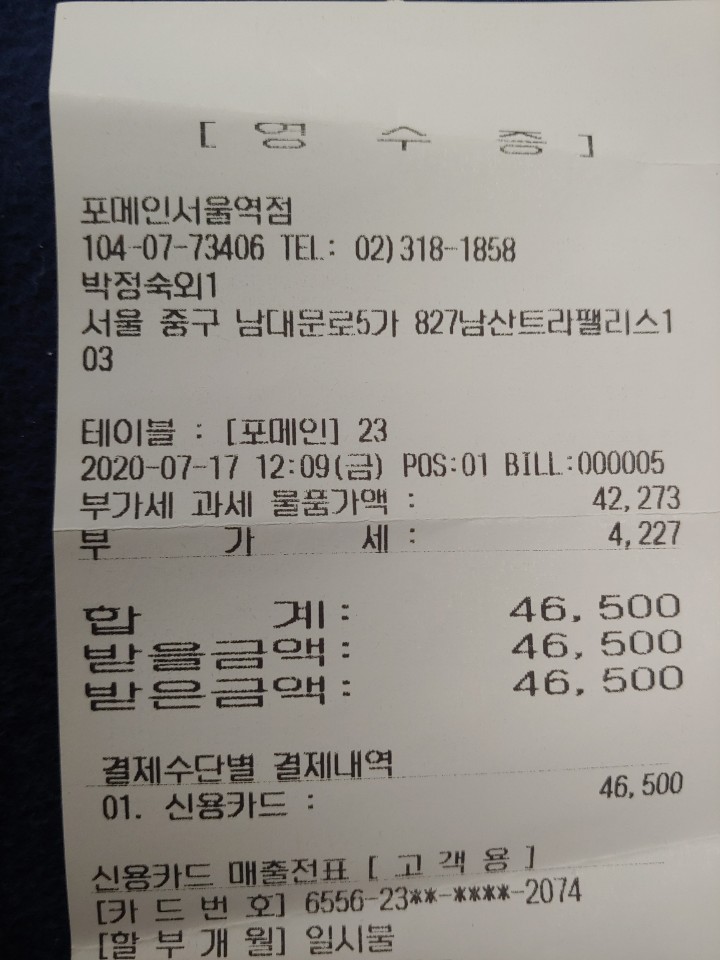 [ 영 수 증 ]
포메인서울역점
104-07-73406 TEL: 02)318-1858
박정숙외1
서울 중구 남대문로5가 827남산트라팰리스1
03
테이블 : [포메인] 23
2020-07-17 12:09(금) POS:01 BILL:000005
부가세 과세 물품가액 : 42,273
부 가 세 : 4,227
합 계: 46,500
받을금액: 46,500
받은금액: 46,500
결제수단별 결제내역
01. 신용카드 : 46,500
신용카드 매출전표 [ 고 객 용 ]
[카 드 번 호] 6556-23**-****-2074
[할 부 개 월] 일시불